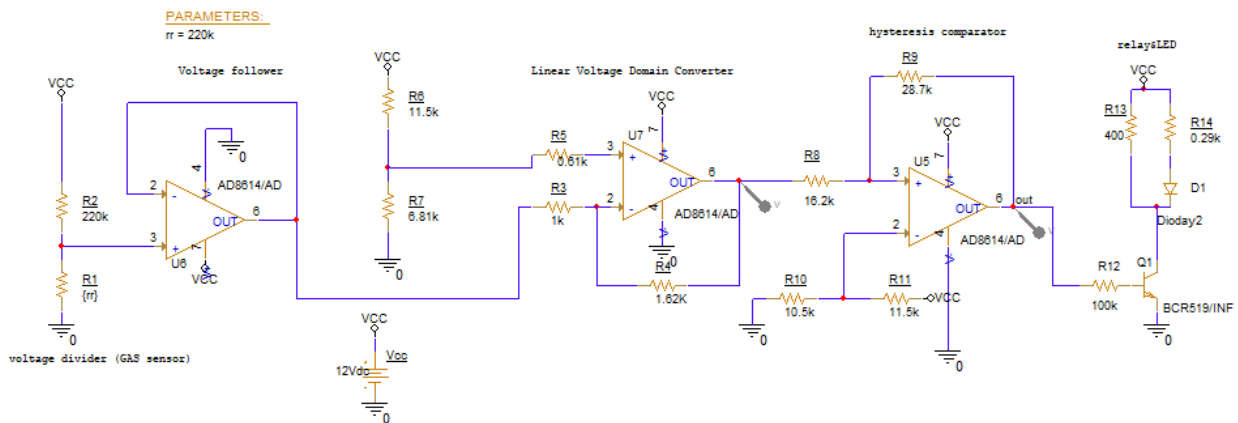 PARAMETERS:
rr = 220k
Voltage follower
Linear Voltage Domain Converter
hysteresis comparator
relay&LED
VCC
R2
220k
R1
{rr}
voltage divider (GAS sensor)
0
2
-
3
+
4
0
AD8614/AD
OUT
6
7
U6
VCC
VCC
R6
11.5k
R7
6.81k
0
VCC
Vcc
12Vdc
0
R5
0.61k
R3
1k
VCC
U7
7
3
+
2
-
OUT
6
4
AD8614/AD
0
R4
1.62K
V
R8
16.2k
R9
28.7k
VCC
U5
7
3
+
2
-
OUT
6
out
4
AD8614/AD
V
R10
10.5k
0
R11
11.5k
VCC
0
VCC
R13
400
R14
0.29k
D1
Dioday2
R12
100k
Q1
BCR519/INF
0